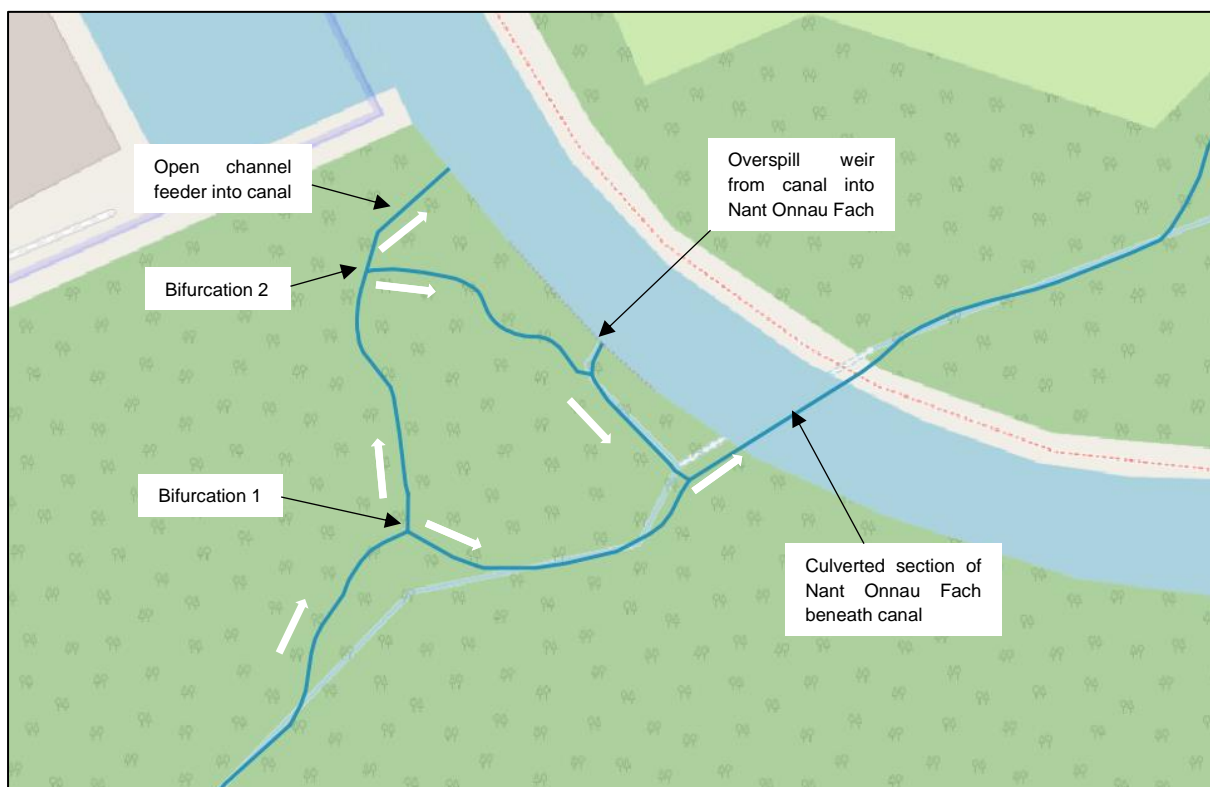 Open channel
feeder into canal
Overspill weir
from canal into
Nant Onnau Fach
Bifurcation 2
Bifurcation 1
Culverted section of
Nant Onnau Fach
beneath canal